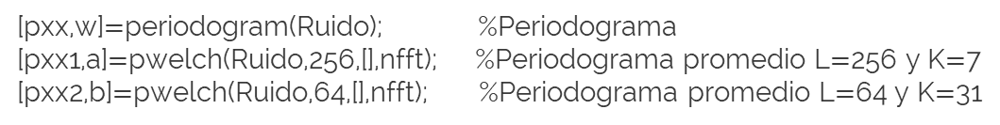 [pxx,w]=periodogram(Ruido); %Periodograma
[pxx1,a]=pwelch(Ruido,256,[],nfft); %Periodograma promedio L=256 y K=7
[pxx2,b]=pwelch(Ruido,64,[],nfft); %Periodograma promedio L=64 y K=31